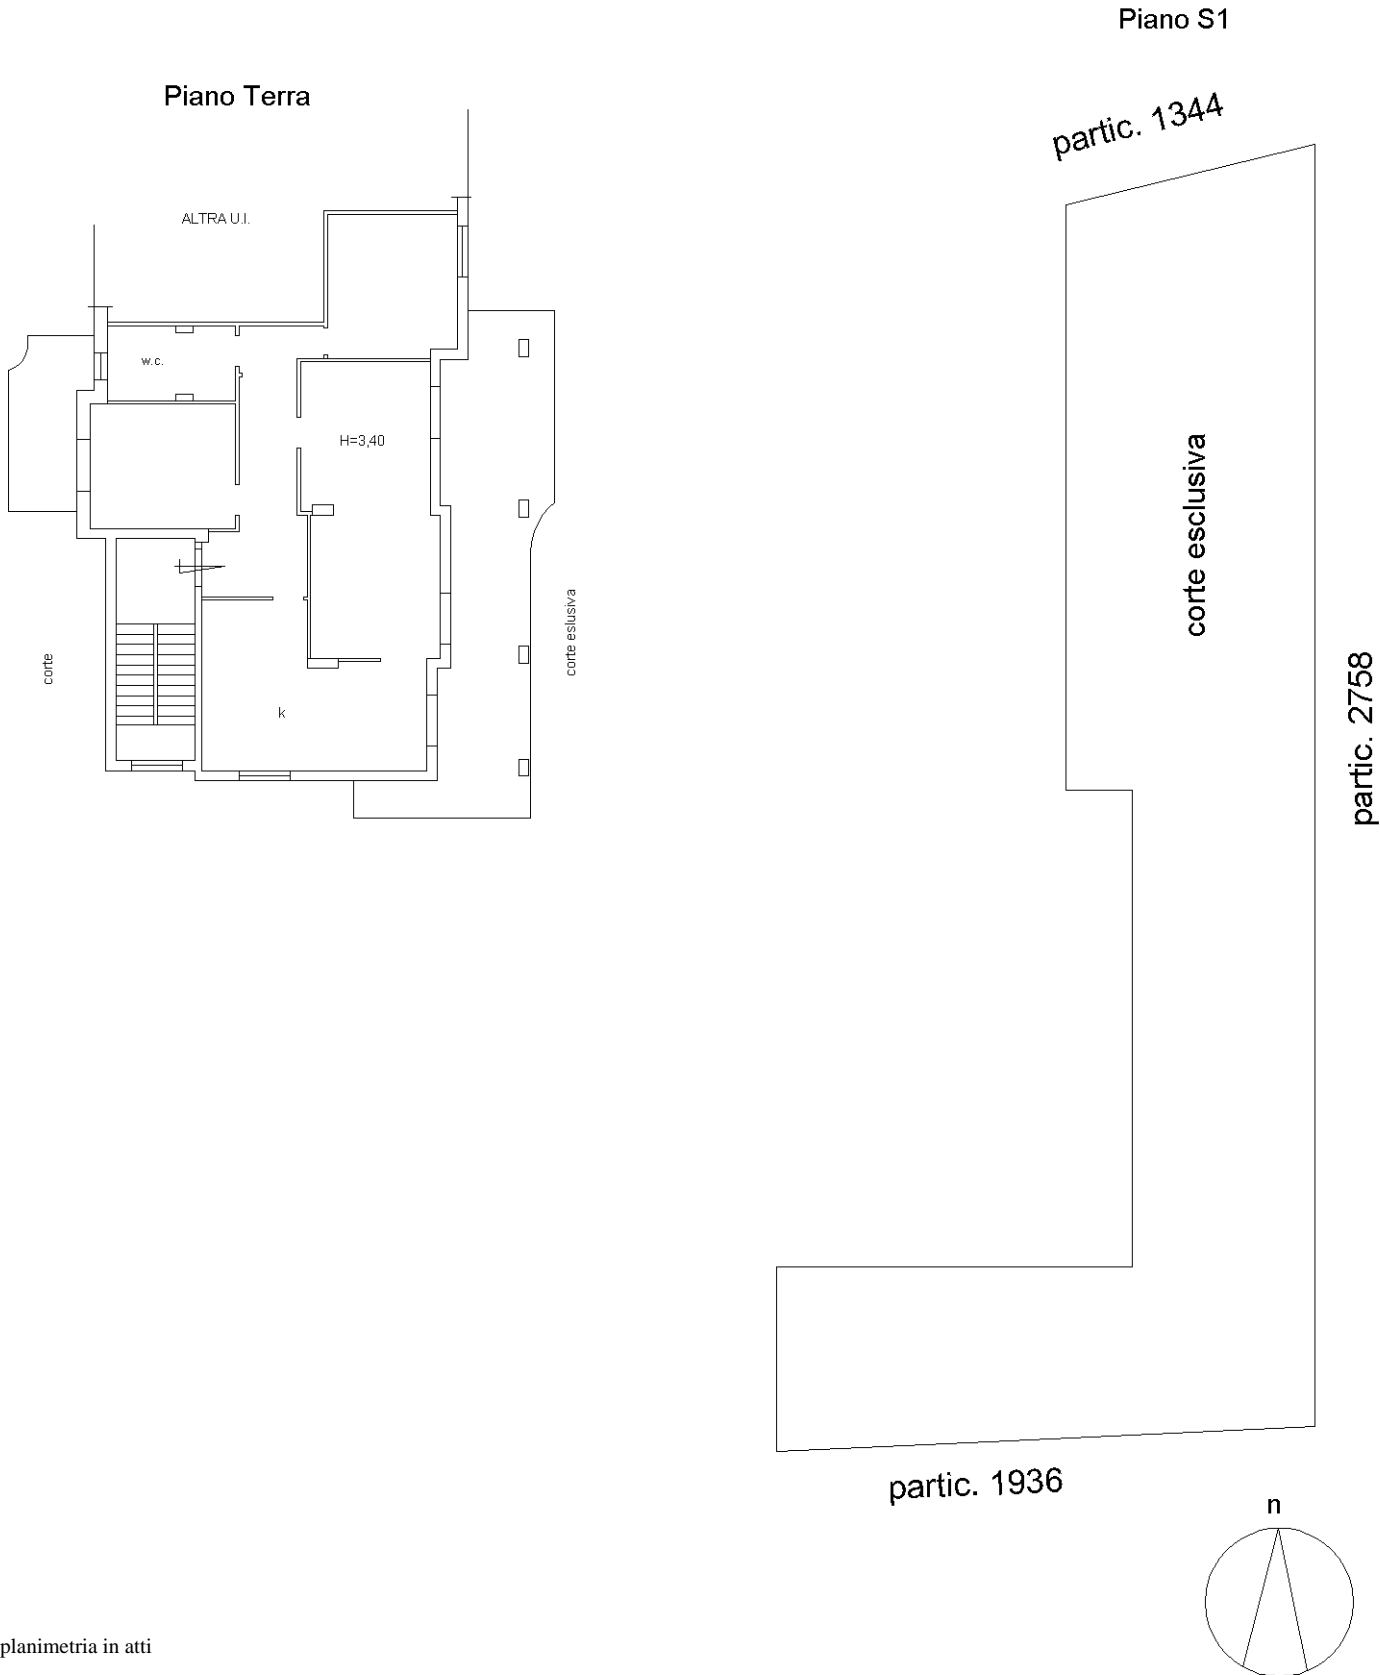 Piano S1
Piano Terra
partic. 1344
ALTRA U.I.
w.c.
H=3,40
corte esclusiva
corte eslusiva
corte
partic. 2758
k
partic. 1936
n
planimetria in atti